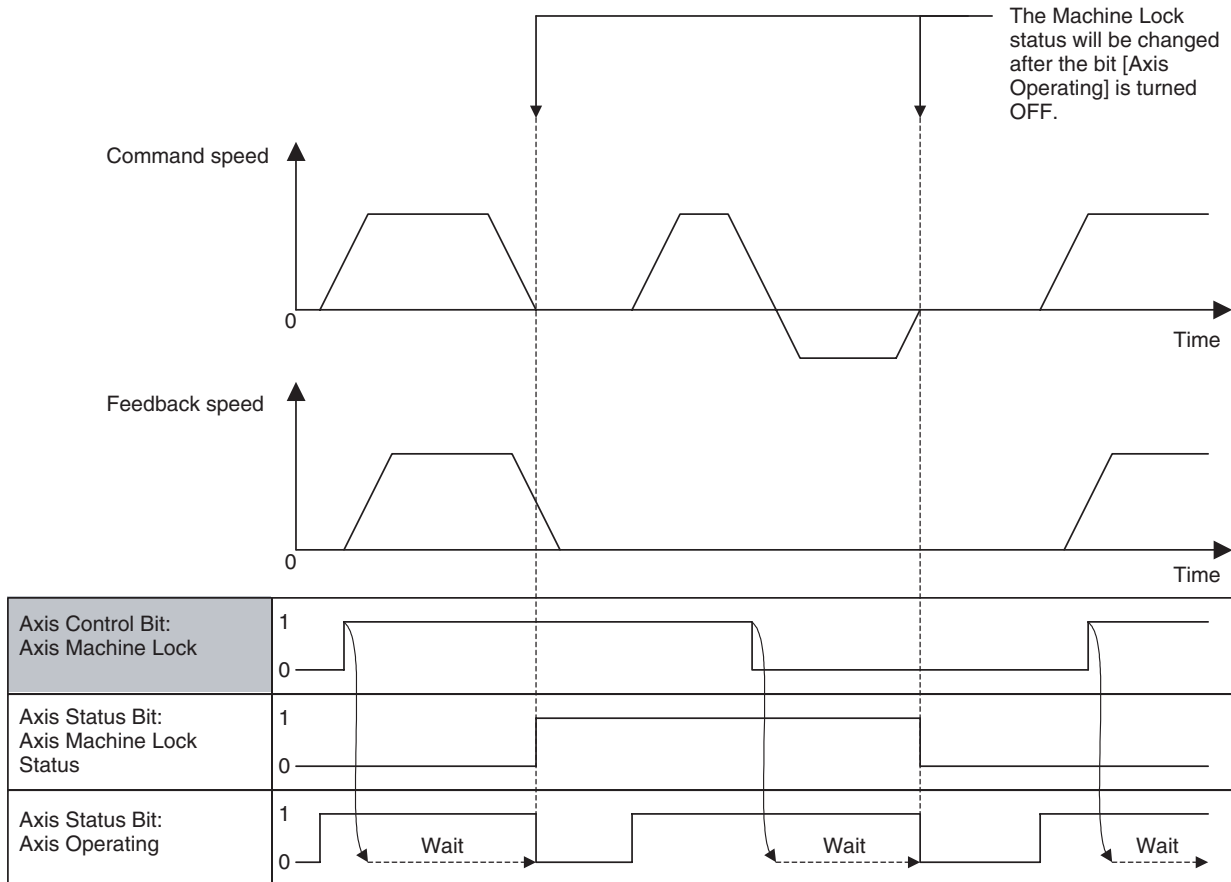 The Machine Lock
status will be changed
after the bit [Axis
Operating] is turned
OFF.
Command speed
0
Time
Feedback speed
0
Time
Axis Control Bit:
Axis Machine Lock
1
0
Axis Status Bit:
Axis Machine Lock
Status
1
0
Axis Status Bit:
Axis Operating
1
0
Wait
Wait
Wait